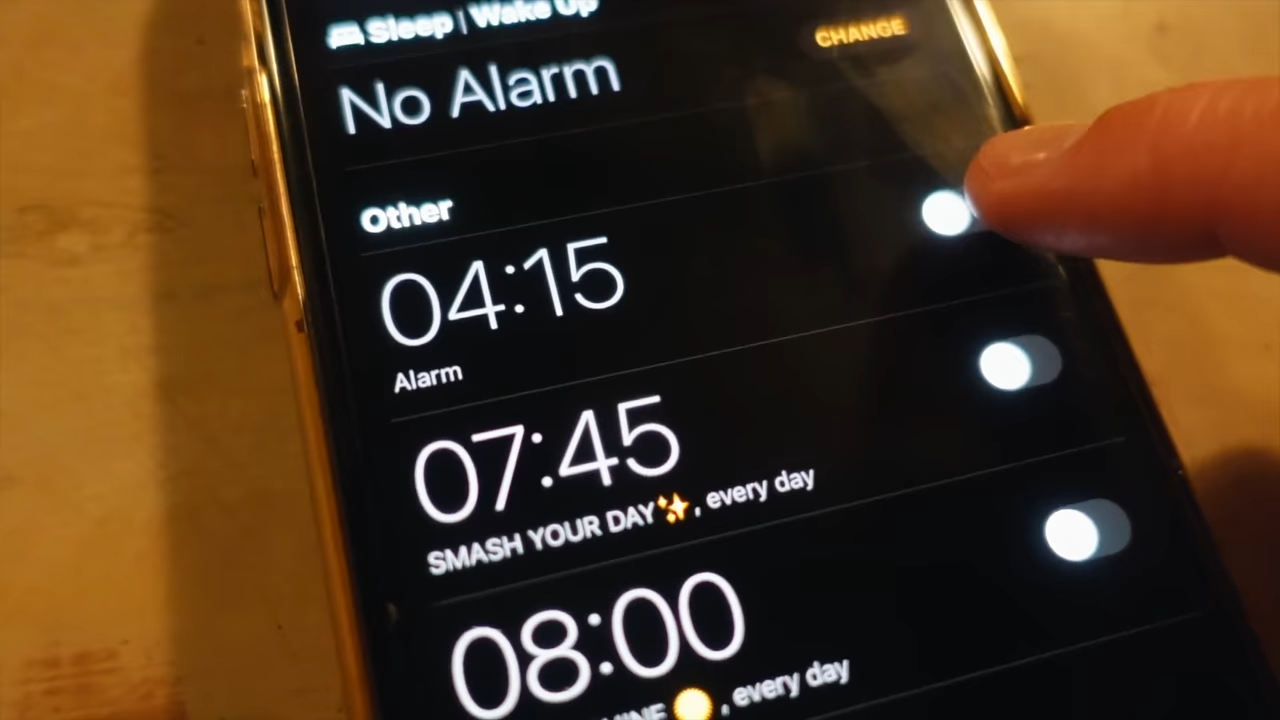 Sleep | Wake Up
CHANGE
No Alarm
Other
04:15
Alarm
07:45
SMASH YOUR DAY✨, every day
08:00
☀️, every day